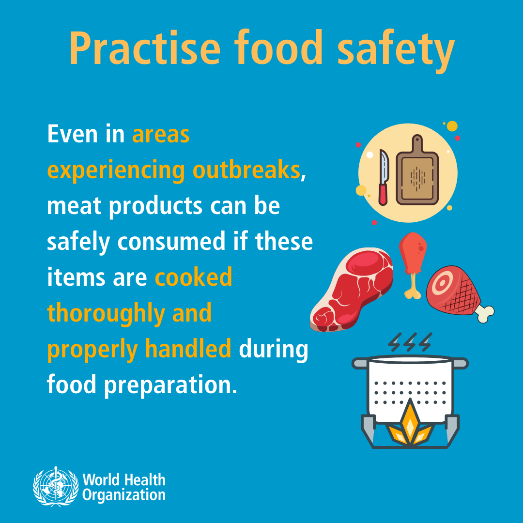 Practise food safety
Even in areas
experiencing outbreaks,
meat products can be
safely consumed if these
items are cooked
thoroughly and
properly handled during
food preparation.
World Health
Organization